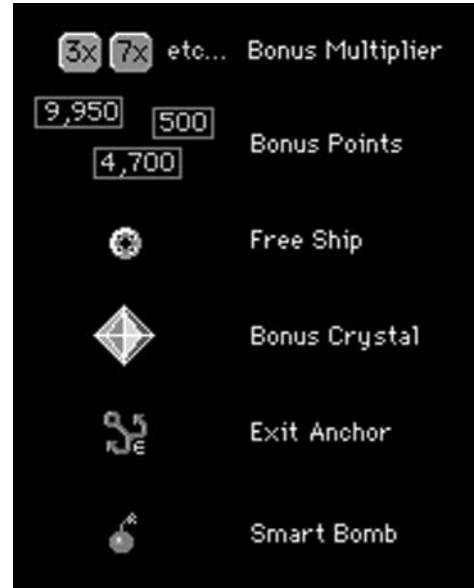 3x 7x etc... Bonus Multiplier
9,950
500
4,700
Bonus Points
Free Ship
Bonus Crystal
Exit Anchor
Smart Bomb